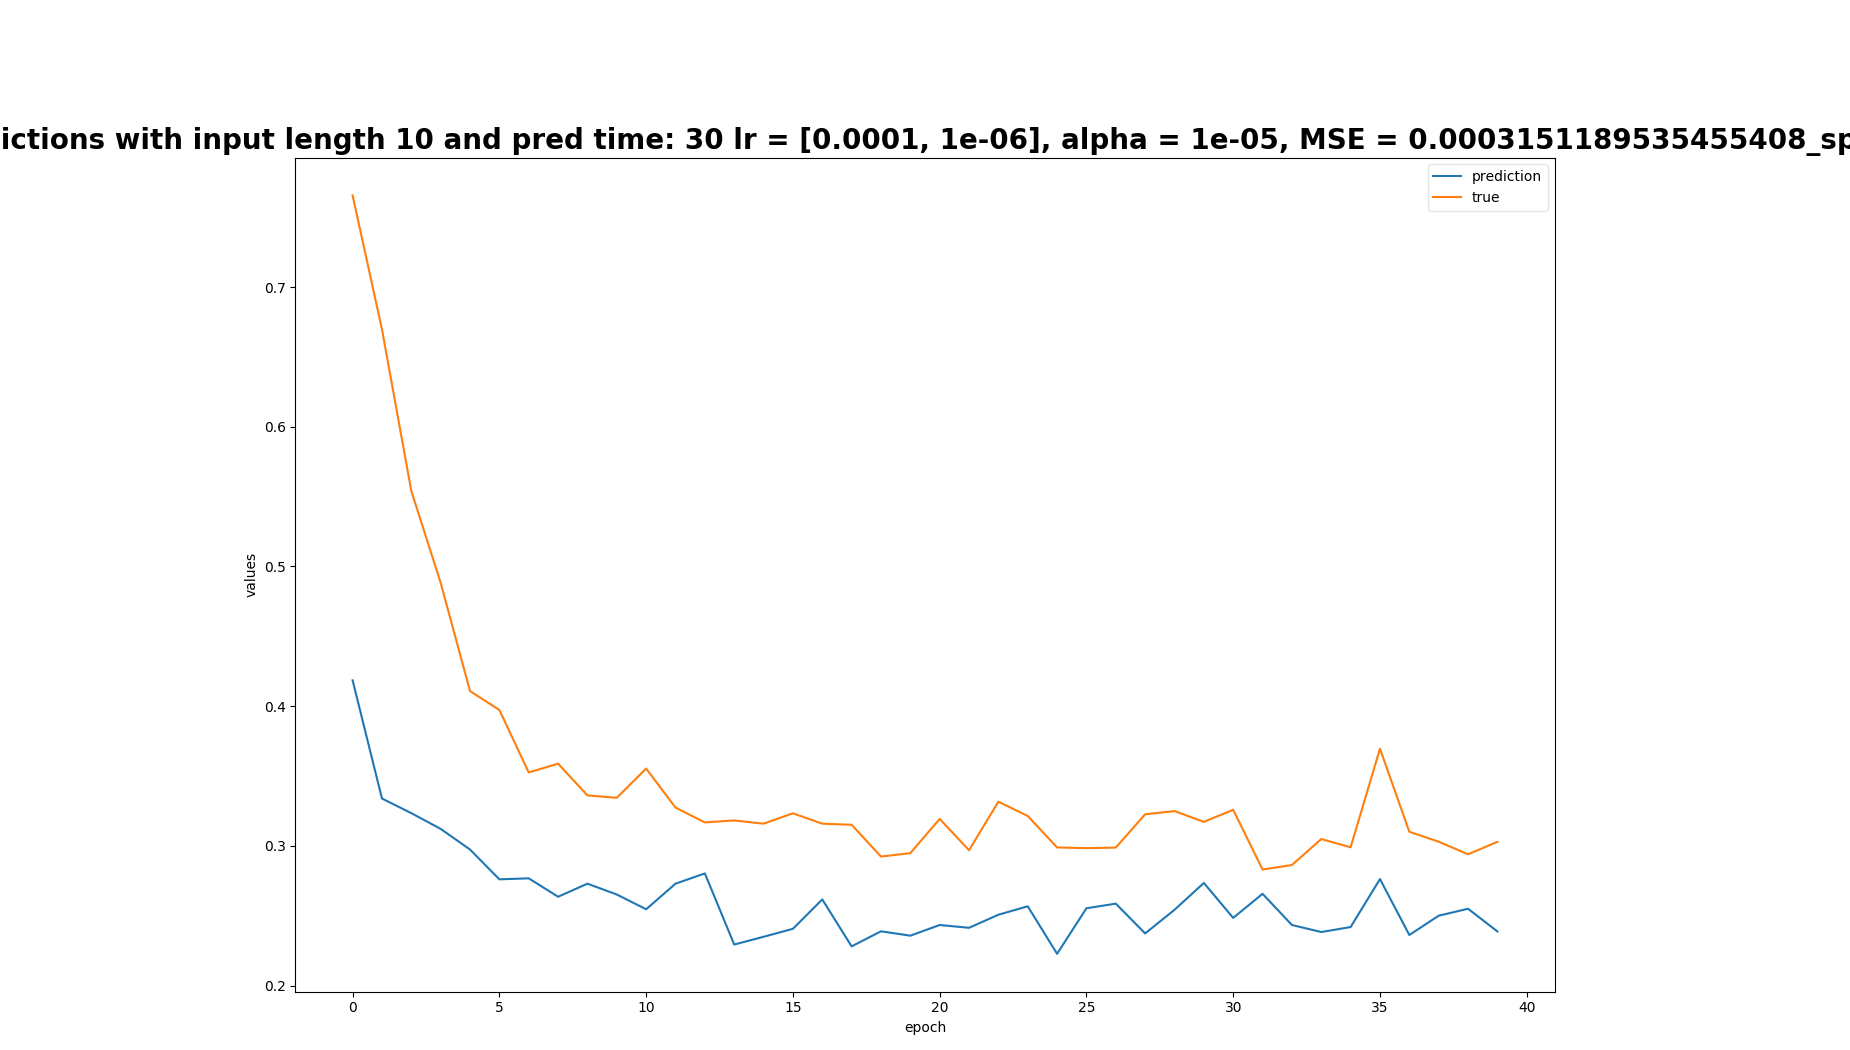 ictions with input length 10 and pred time: 30 lr = [0.0001, 1e-06], alpha = 1e-05, MSE = 0.0003151189535455408_sp
prediction
true
0.7
0.6
0.5
0.4
0.3
0.2
values
0 5 10 15 20 25 30 35 40
epoch